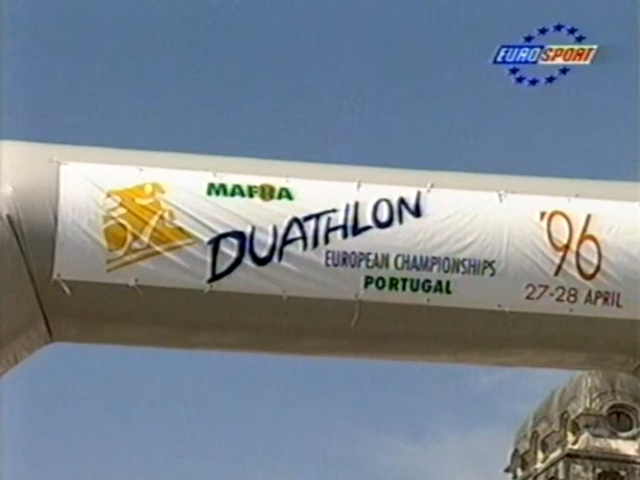 EUROSPORT
MAFRA
DUATHLON
EUROPEAN CHAMPIONSHIPS
PORTUGAL
'96
27-28 APRIL